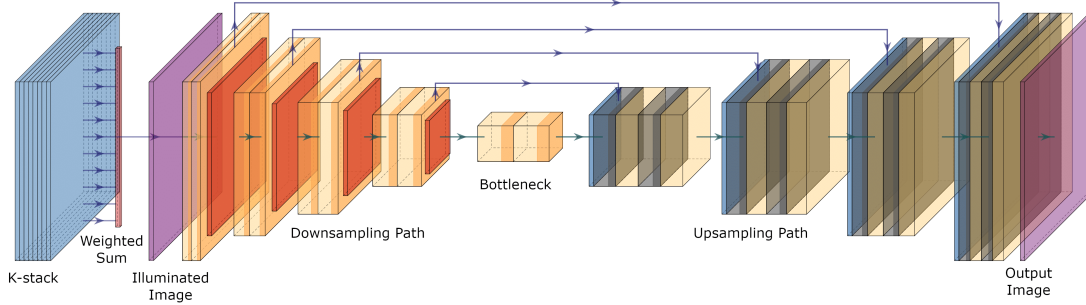 K-stack
Weighted
Sum
Illuminated
Image
Downsampling Path
Bottleneck
Upsampling Path
Output
Image